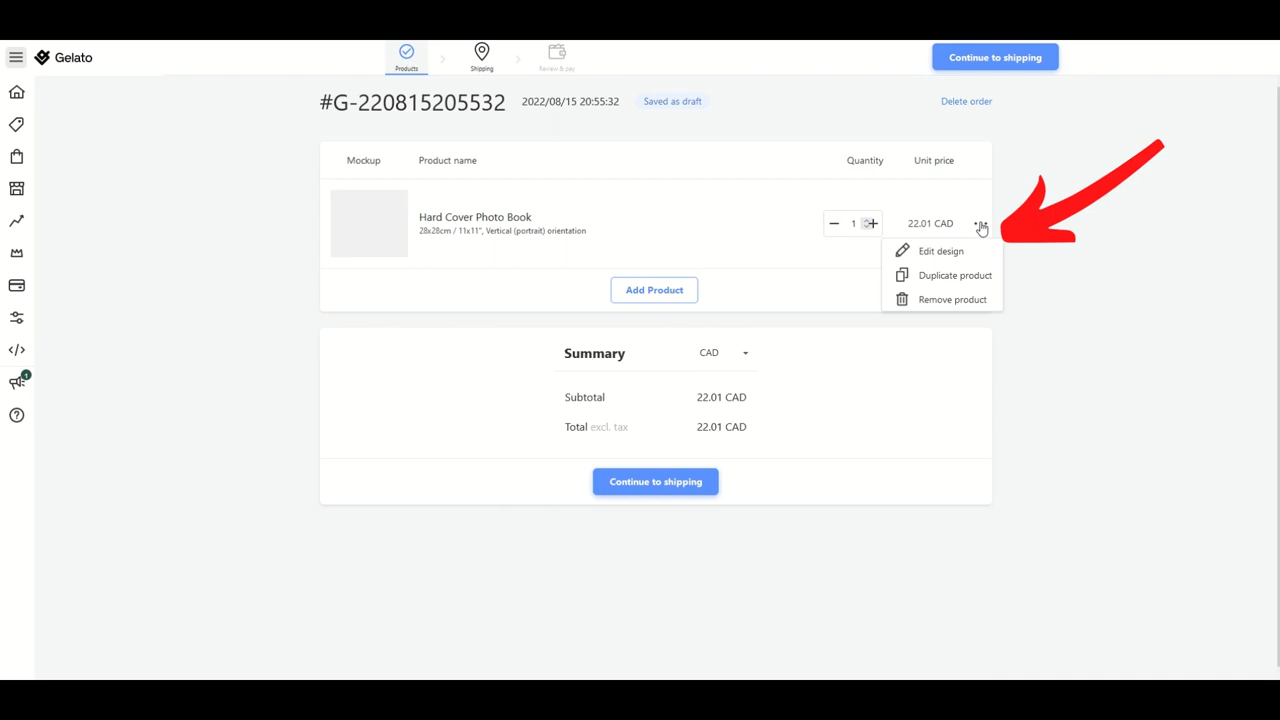 Gelato
Products
Shipping
Review & pay
Continue to shipping
#G-220815205532 2022/08/15 20:55:32 Saved as draft Delete order
Mockup Product name Quantity Unit price
Hard Cover Photo Book
28x28cm / 11x11", Vertical (portrait) orientation
1
22.01 CAD
Edit design
Duplicate product
Remove product
Add Product
Summary CAD
Subtotal 22.01 CAD
Total excl. tax 22.01 CAD
Continue to shipping
1